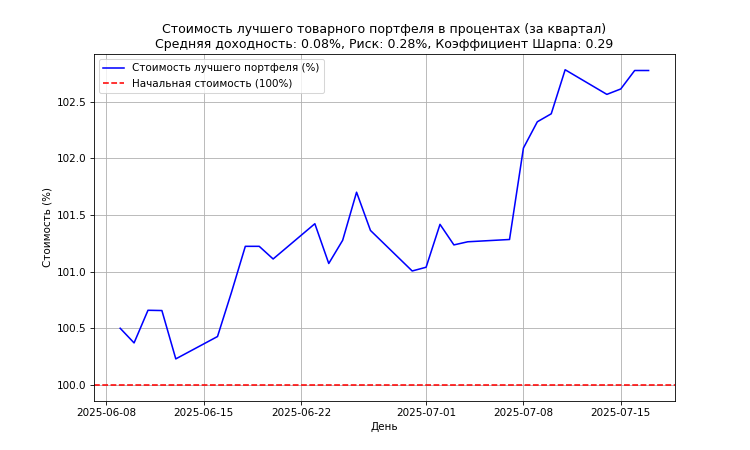 Стоимость лучшего товарного портфеля в процентах (за квартал)
Средняя доходность: 0.08%, Риск: 0.28%, Коэффициент Шарпа: 0.29
Стоимость лучшего портфеля (%)
Начальная стоимость (100%)
Стоимость (%)
102.5
102.0
101.5
101.0
100.5
100.0
2025-06-08 2025-06-15 2025-06-22 2025-07-01 2025-07-08 2025-07-15
День